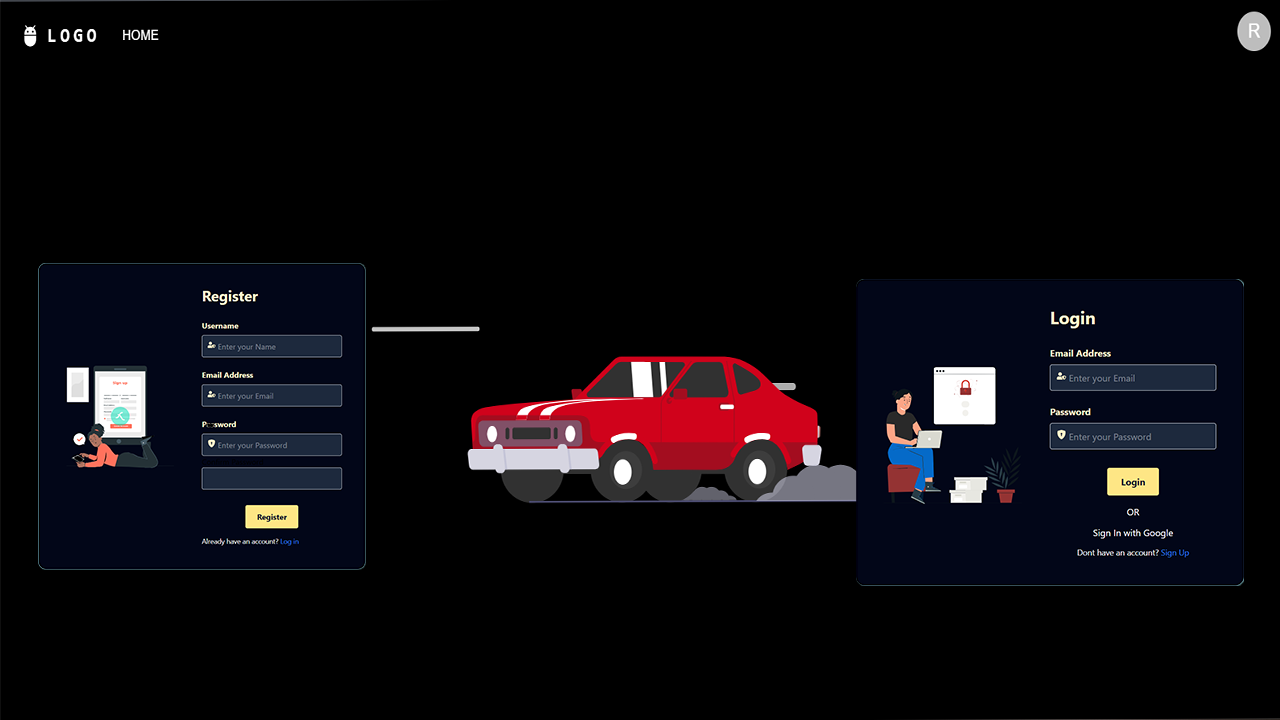 LOGO HOME
R
Register
Username
Enter your Name
Email Address
Enter your Email
Password
Enter your Password
Register
Already have an account? Log in
Sign up
Login
Email Address
Enter your Email
Password
Enter your Password
Login
OR
Sign In with Google
Dont have an account? Sign Up